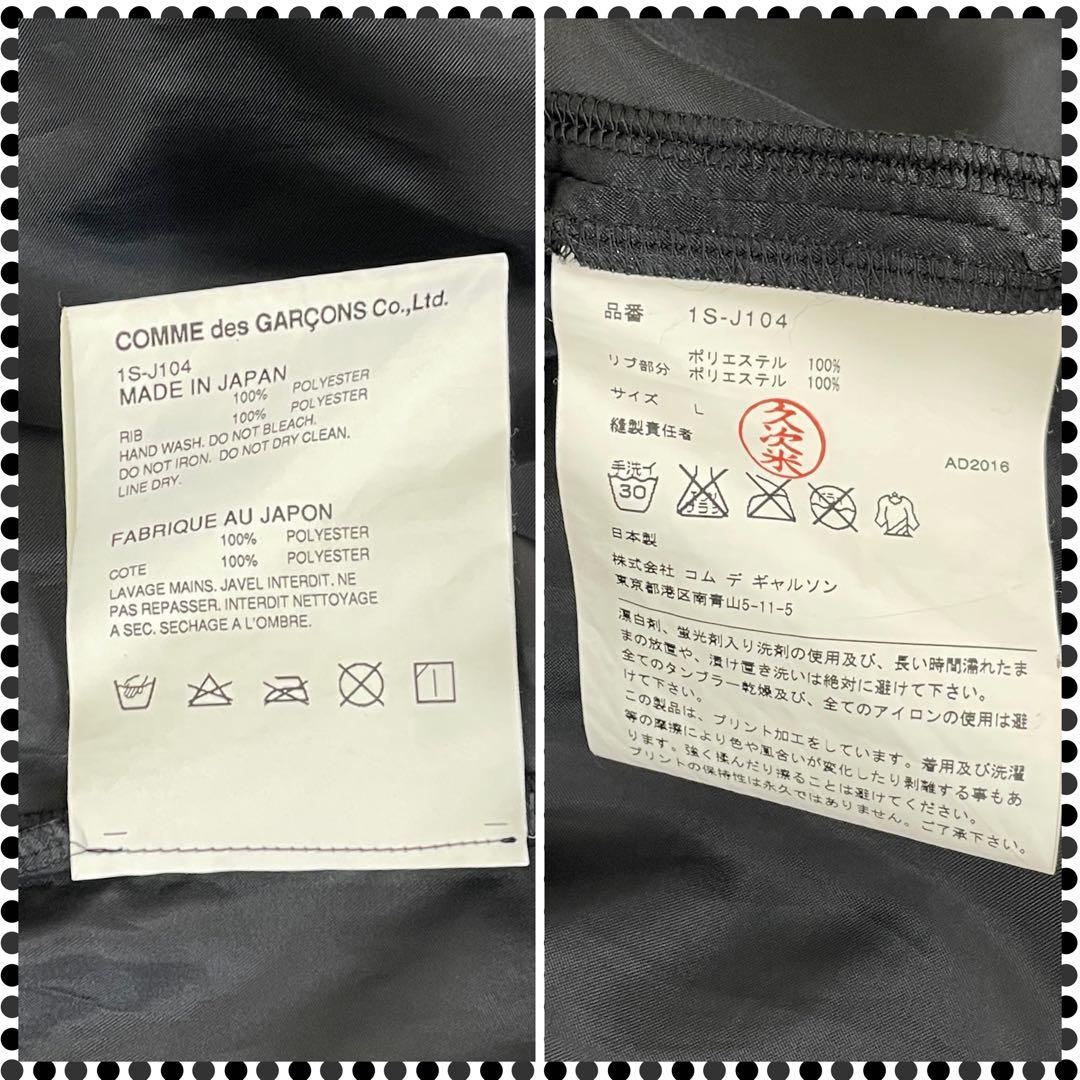 COMME des GARÇONS Co.,Ltd.
1S-J104
MADE IN JAPAN
100% POLYESTER
RIB 100% POLYESTER
HAND WASH. DO NOT BLEACH.
DO NOT IRON. DO NOT DRY CLEAN.
LINE DRY.
FABRIQUE AU JAPON
100% POLYESTER
COTE 100% POLYESTER
LAVAGE MAINS. JAVEL INTERDIT. NE
PAS REPASSER. INTERDIT NETTOYAGE
A SEC. SECHAGE A L'OMBRE.
品番 1S-J104
ポリエステル 100%
リブ部分 ポリエステル 100%
サイズ L
縫製責任者 久次米
AD2016
手洗イ
30
エンソ
サラシ
日本製
株式会社 コム デ ギャルソン
東京都港区南青山5-11-5
漂白剤、蛍光剤入り洗剤の使用及び、長い時間濡れたま
まの放置や、漬け置き洗いは絶対に避けて下さい。
全てのタンブラー乾燥及び、全てのアイロンの使用は避
けて下さい。
この製品は、プリント加工をしています。着用及び洗濯
等の摩擦により色や風合いが変化したり剥離する事もあ
ります。強く揉んだり擦ることは避けてください。
プリントの保持性は永久ではありません。ご了承下さい。